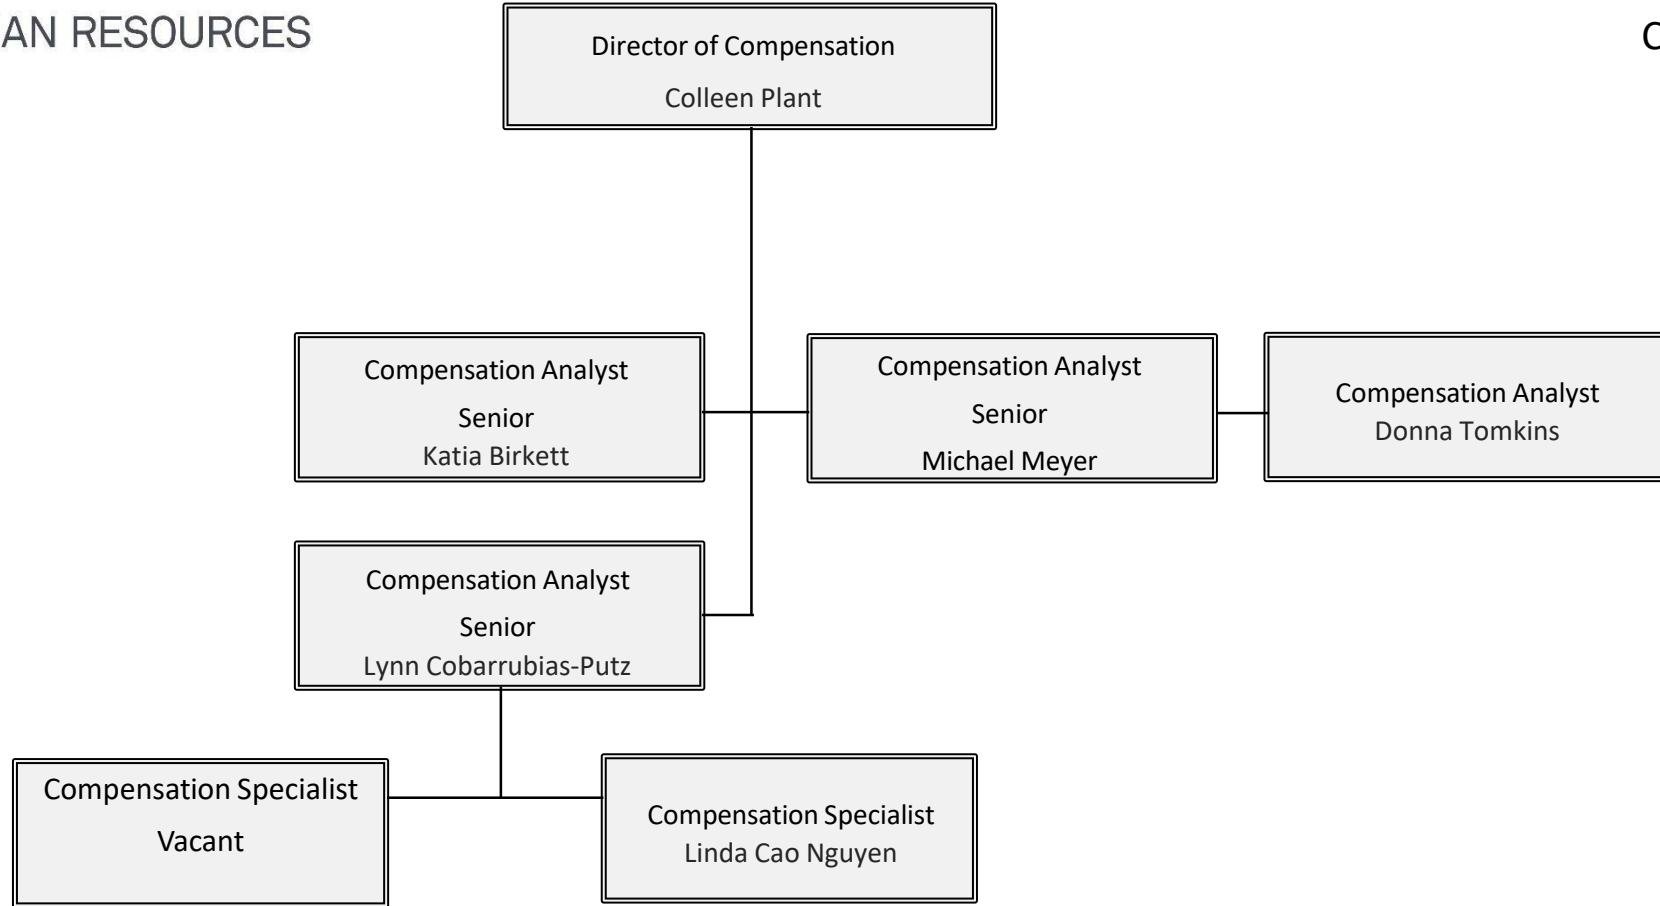 AN RESOURCES
C
Director of Compensation
Colleen Plant
Compensation Analyst
Senior
Katia Birkett
Compensation Analyst
Senior
Michael Meyer
Compensation Analyst
Donna Tomkins
Compensation Analyst
Senior
Lynn Cobarrubias-Putz
Compensation Specialist
Vacant
Compensation Specialist
Linda Cao Nguyen